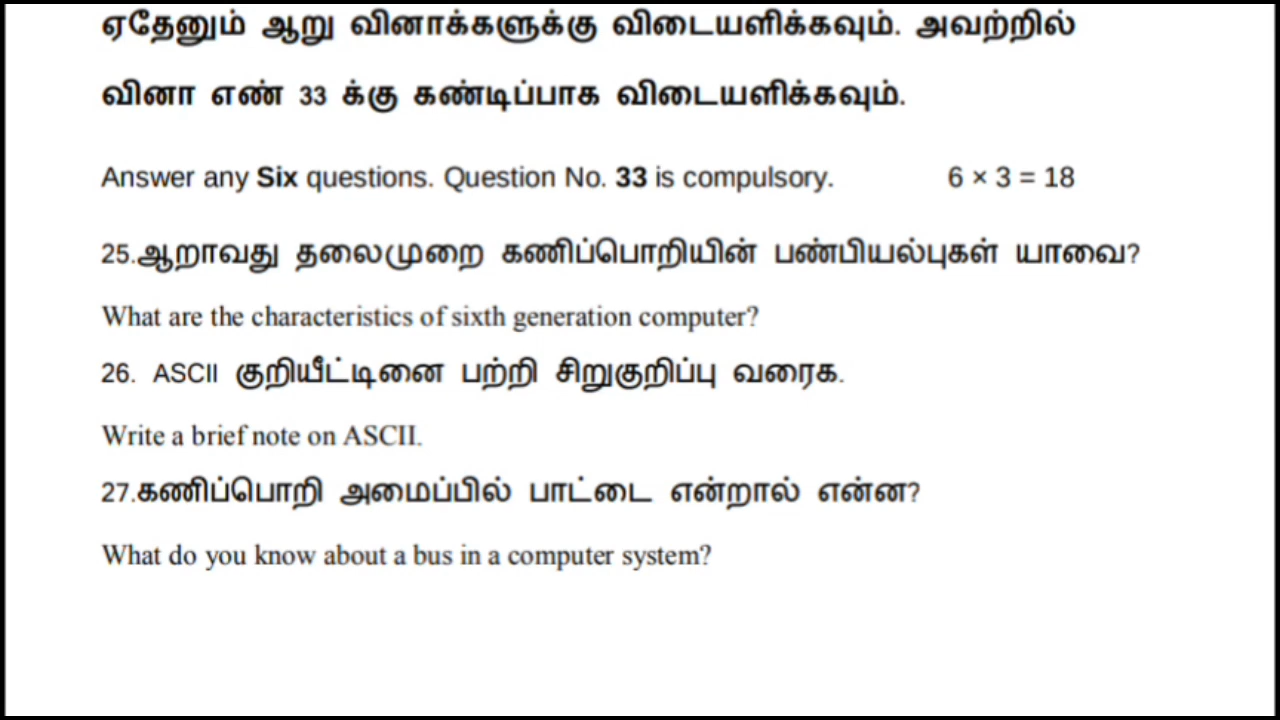 ஏதேனும் ஆறு வினாக்களுக்கு விடையளிக்கவும். அவற்றில்
வினா எண் 33 க்கு கண்டிப்பாக விடையளிக்கவும்.
Answer any Six questions. Question No. 33 is compulsory. 6 × 3 = 18
25.ஆறாவது தலைமுறை கணிப்பொறியின் பண்பியல்புகள் யாவை?
What are the characteristics of sixth generation computer?
26. ASCII குறியீட்டினை பற்றி சிறுகுறிப்பு வரைக.
Write a brief note on ASCII.
27.கணிப்பொறி அமைப்பில் பாட்டை என்றால் என்ன?
What do you know about a bus in a computer system?